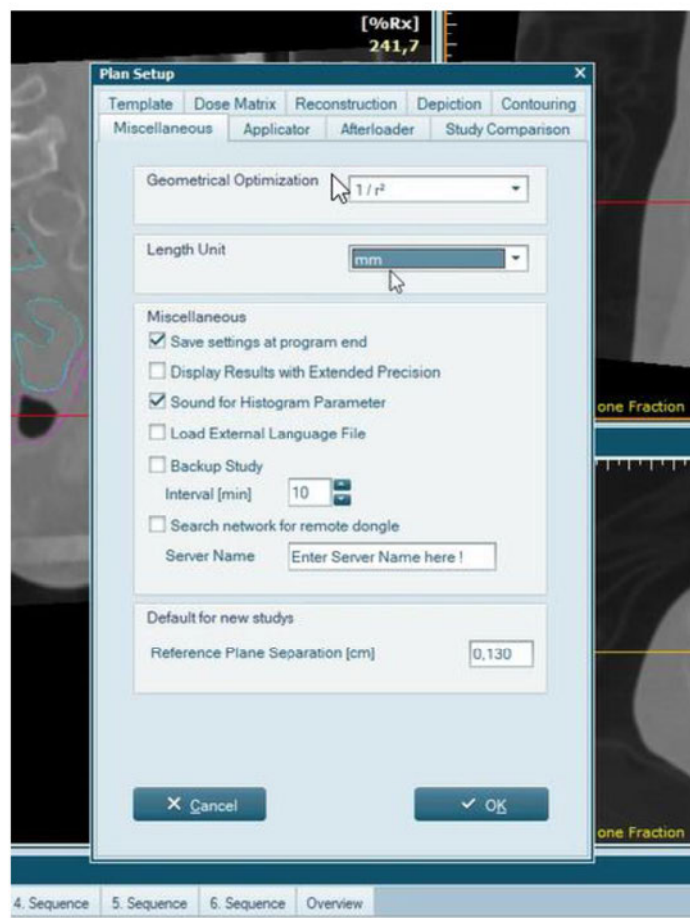 [%Rx]
241,7
Plan Setup
Template Dose Matrix Reconstruction Depiction Contouring
Miscellaneous Applicator Afterloader Study Comparison
Geometrical Optimization 1 / r²
Length Unit mm
Miscellaneous
Save settings at program end
Display Results with Extended Precision
Sound for Histogram Parameter
Load External Language File
Backup Study
Interval [min] 10
Search network for remote dongle
Server Name Enter Server Name here !
Default for new studys
Reference Plane Separation [cm] 0,130
Cancel OK
one Fraction
one Fraction
4. Sequence 5. Sequence 6. Sequence Overview